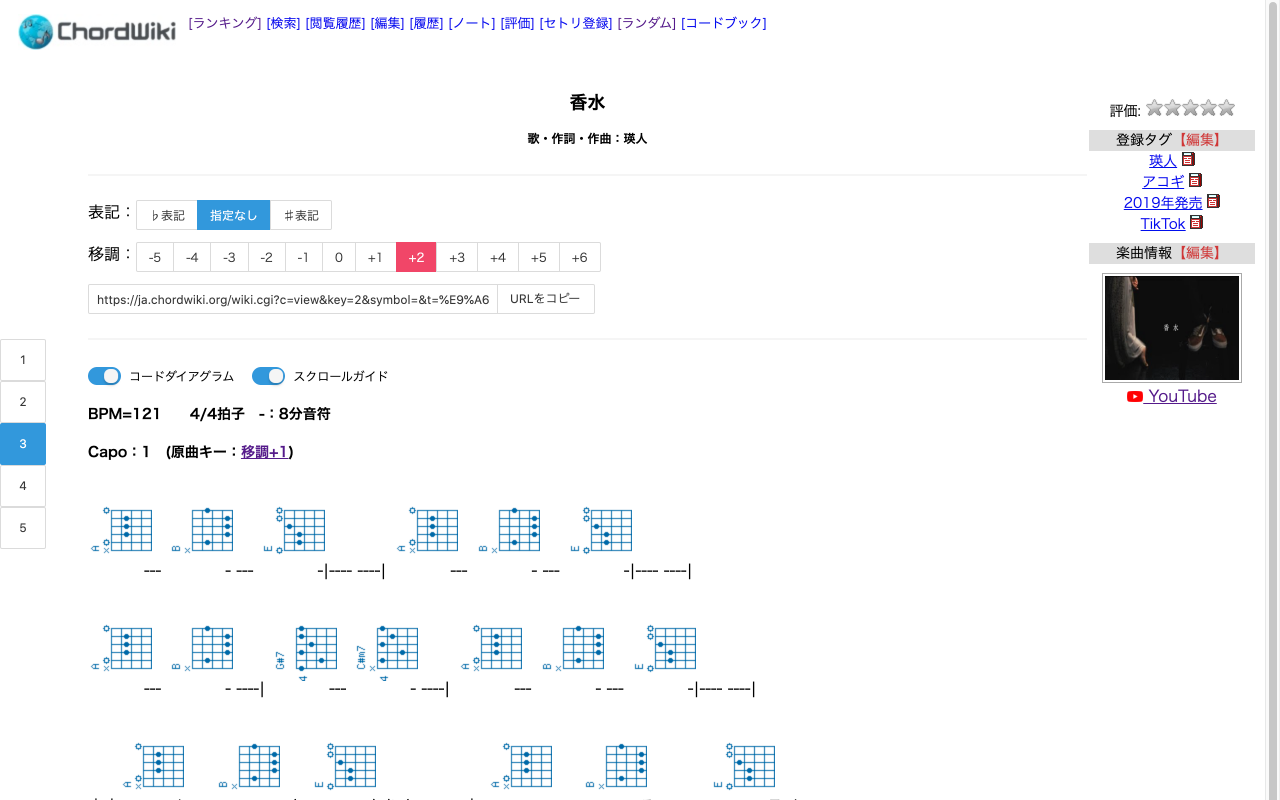 ChordWiki [ランキング] [検索] [閲覧履歴] [編集] [履歴] [ノート] [評価] [セトリ登録] [ランダム] [コードブック]
香水
歌・作詞・作曲：瑛人
評価:
登録タグ【編集】
瑛人
アコギ
2019年発売
TikTok
楽曲情報【編集】
香水
YouTube
表記： ♭表記 指定なし ♯表記
移調： -5 -4 -3 -2 -1 0 +1 +2 +3 +4 +5 +6
https://ja.chordwiki.org/wiki.cgi?c=view&key=2&symbol=&t=%E9%A6 URLをコピー
1
2
3
4
5
コードダイアグラム スクロールガイド
BPM=121　　4/4拍子　-：8分音符
Capo：1　(原曲キー：移調+1)
A B E A B E
--- - --- -|---- ----| --- - --- -|---- ----|
A B G#7 4 C#m7 4 A B E
--- - ----| --- - ----| --- - --- -|---- ----|
A B E A B E